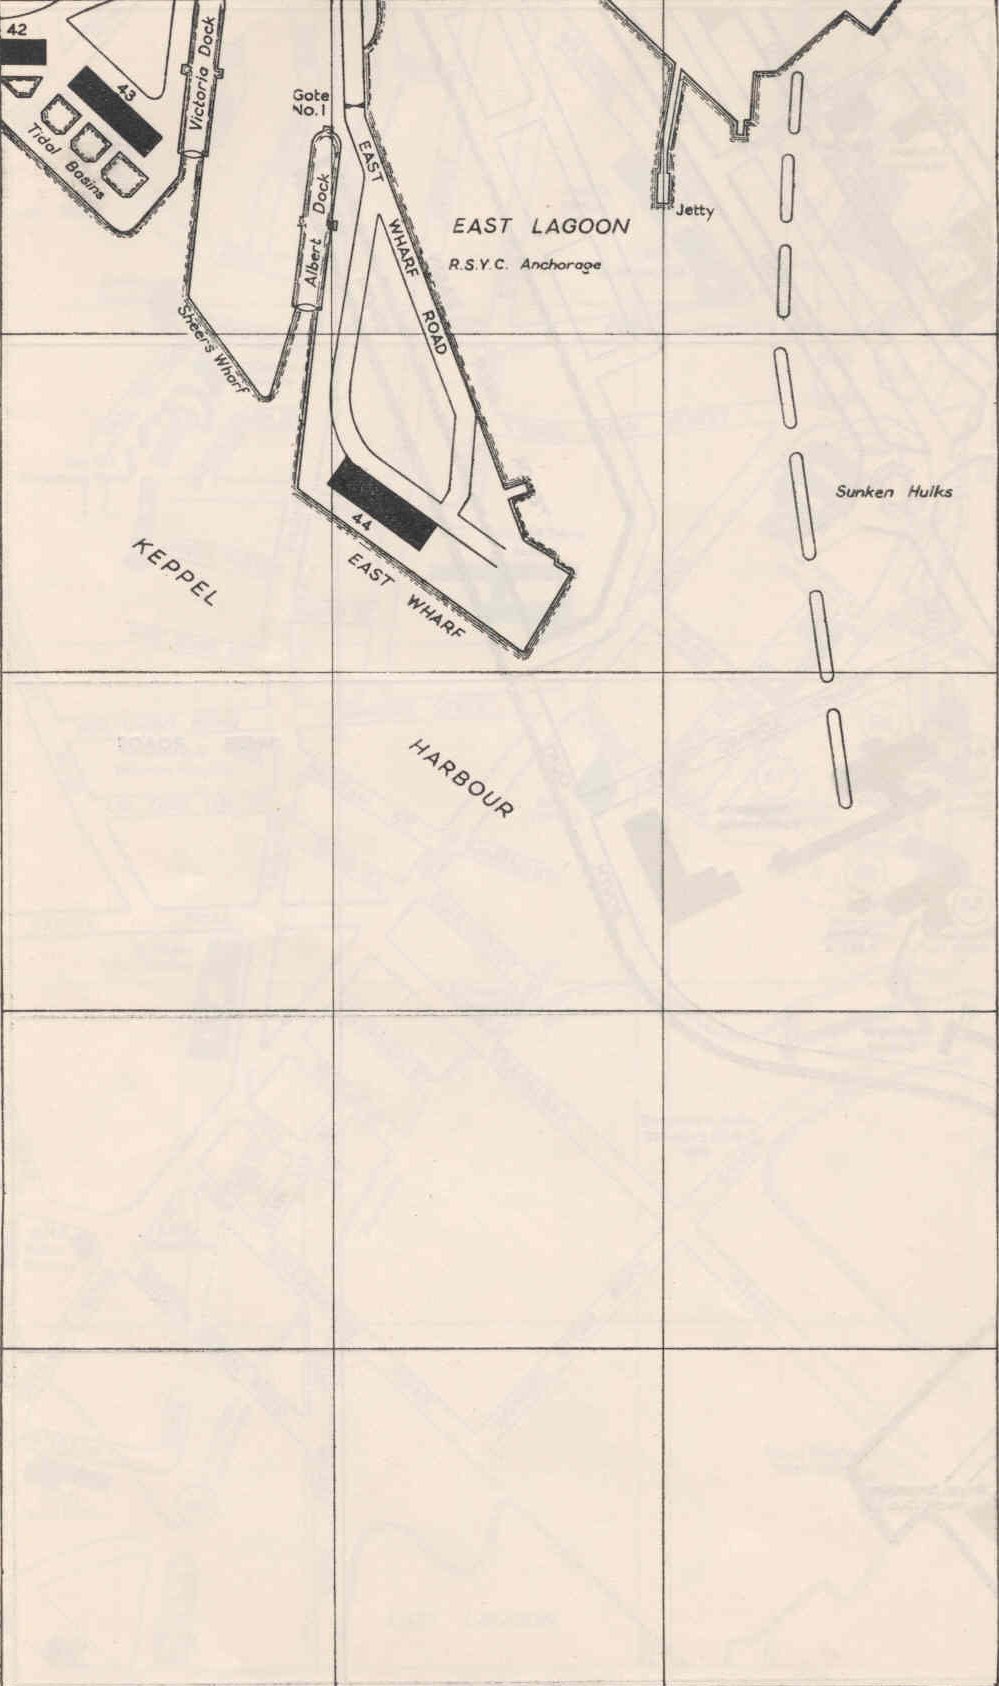 42
43
Victoria Dock
Tidal Basins
Gate
No.1
Albert Dock
EAST WHARF ROAD
EAST LAGOON
R.S.Y.C. Anchorage
Jetty
Sheers Wharf
Sunken Hulks
44
EAST WHARF
KEPPEL
HARBOUR